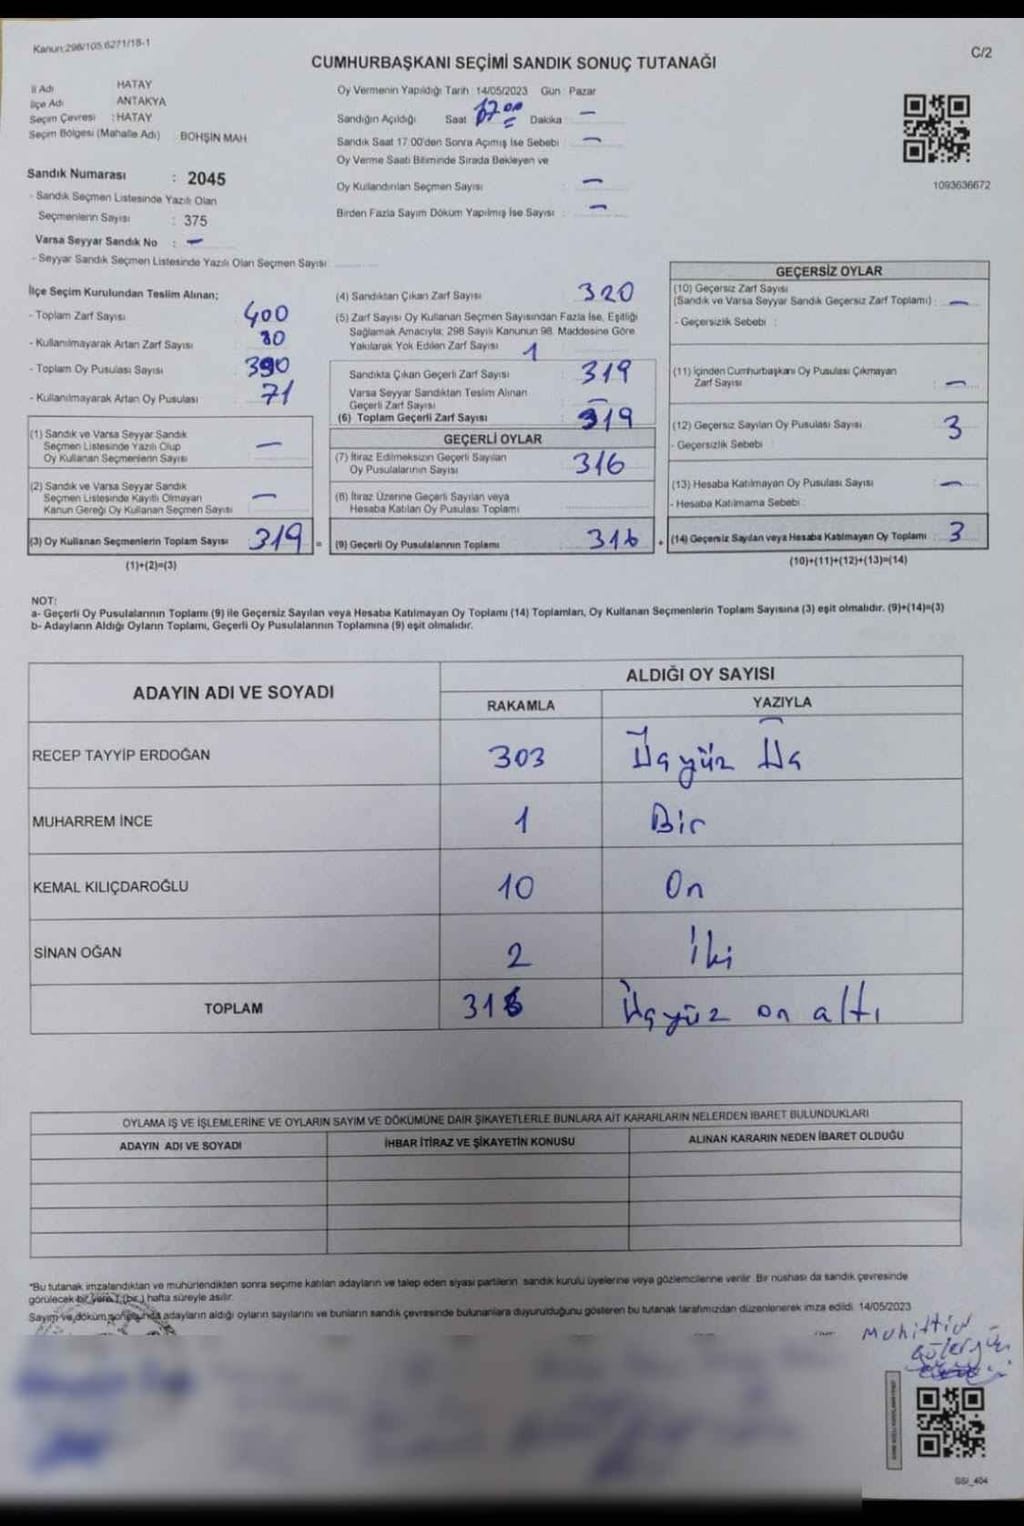 Kanun:298/105,6271/18-1
C/2
CUMHURBAŞKANI SEÇİMİ SANDIK SONUÇ TUTANAĞI
İl Adı HATAY
İlçe Adı ANTAKYA
Seçim Çevresi : HATAY
Seçim Bölgesi (Mahalle Adı) BOHŞİN MAH
Sandık Numarası : 2045
- Sandık Seçmen Listesinde Yazılı Olan
Seçmenlerin Sayısı : 375
Varsa Seyyar Sandık No : —
- Seyyar Sandık Seçmen Listesinde Yazılı Olan Seçmen Sayısı
Oy Vermenin Yapıldığı Tarih : 14/05/2023 Gün : Pazar
Sandığın Açıldığı Saat 17.00 Dakika —
Sandık Saat 17:00'den Sonra Açımış İse Sebebi : —
Oy Verme Saati Bitiminde Sırada Bekleyen ve
Oy Kullandırılan Seçmen Sayısı : —
Birden Fazla Sayım Döküm Yapılmış İse Sayısı : —
1093636672
İlçe Seçim Kurulundan Teslim Alınan;
- Toplam Zarf Sayısı 400
- Kullanılmayarak Artan Zarf Sayısı 80
- Toplam Oy Pusulası Sayısı 390
- Kullanılmayarak Artan Oy Pusulası 71
(1) Sandık ve Varsa Seyyar Sandık
Seçmen Listesinde Yazılı Olup
Oy Kullanan Seçmenlerin Sayısı —
(2) Sandık ve Varsa Seyyar Sandık
Seçmen Listesinde Kayıtlı Olmayan
Kanun Gereği Oy Kullanan Seçmen Sayısı —
(3) Oy Kullanan Seçmenlerin Toplam Sayısı 319 =
(1)+(2)=(3)
(4) Sandıktan Çıkan Zarf Sayısı 320
(5) Zarf Sayısı Oy Kullanan Seçmen Sayısından Fazla İse, Eşitliği
Sağlamak Amacıyla; 298 Sayılı Kanunun 98. Maddesine Göre
Yakılarak Yok Edilen Zarf Sayısı 1
Sandıkta Çıkan Geçerli Zarf Sayısı 319
Varsa Seyyar Sandıktan Teslim Alınan
Geçerli Zarf Sayısı —
(6) Toplam Geçerli Zarf Sayısı 319
GEÇERLİ OYLAR
(7) İtiraz Edilmeksizin Geçerli Sayılan
Oy Pusulalarının Sayısı 316
(8) İtiraz Üzerine Geçerli Sayılan veya
Hesaba Katılan Oy Pusulası Toplamı
(9) Geçerli Oy Pusulalarının Toplamı 316 +
GEÇERSİZ OYLAR
(10) Geçersiz Zarf Sayısı
(Sandık ve Varsa Seyyar Sandık Geçersiz Zarf Toplamı) : —
- Geçersizlik Sebebi :
(11) İçinden Cumhurbaşkanı Oy Pusulası Çıkmayan
Zarf Sayısı : —
(12) Geçersiz Sayılan Oy Pusulası Sayısı 3
- Geçersizlik Sebebi :
(13) Hesaba Katılmayan Oy Pusulası Sayısı —
- Hesaba Katılmama Sebebi :
(14) Geçersiz Sayılan veya Hesaba Katılmayan Oy Toplamı 3
(10)+(11)+(12)+(13)=(14)
NOT:
a- Geçerli Oy Pusulalarının Toplamı (9) ile Geçersiz Sayılan veya Hesaba Katılmayan Oy Toplamı (14) Toplamları, Oy Kullanan Seçmenlerin Toplam Sayısına (3) eşit olmalıdır. (9)+(14)=(3)
b- Adayların Aldığı Oyların Toplamı, Geçerli Oy Pusulalarının Toplamına (9) eşit olmalıdır.
ADAYIN ADI VE SOYADI
ALDIĞI OY SAYISI
RAKAMLA YAZIYLA
RECEP TAYYİP ERDOĞAN 303 Üçyüz Üç
MUHARREM İNCE 1 Bir
KEMAL KILIÇDAROĞLU 10 On
SİNAN OĞAN 2 İki
TOPLAM 316 Üçyüz on altı
OYLAMA İŞ VE İŞLEMLERİNE VE OYLARIN SAYIM VE DÖKÜMÜNE DAİR ŞİKAYETLERLE BUNLARA AİT KARARLARIN NELERDEN İBARET BULUNDUKLARI
ADAYIN ADI VE SOYADI İHBAR İTİRAZ VE ŞİKAYETİN KONUSU ALINAN KARARIN NEDEN İBARET OLDUĞU
*Bu tutanak imzalandıktan ve mühürlendikten sonra seçime katılan adayların ve talep eden siyasi partilerin sandık kurulu üyelerine veya gözlemcilerine verilir. Bir nüshası da sandık çevresinde
görülecek bir yere 1 (bir) hafta süreyle asılır.
Sayım ve döküm sonucunda adayların aldığı oyların sayılarını ve bunların sandık çevresinde bulunanlara duyurulduğunu gösteren bu tutanak tarafımızdan düzenlenerek imza edildi. 14/05/2023
Muhittin
GSI_404